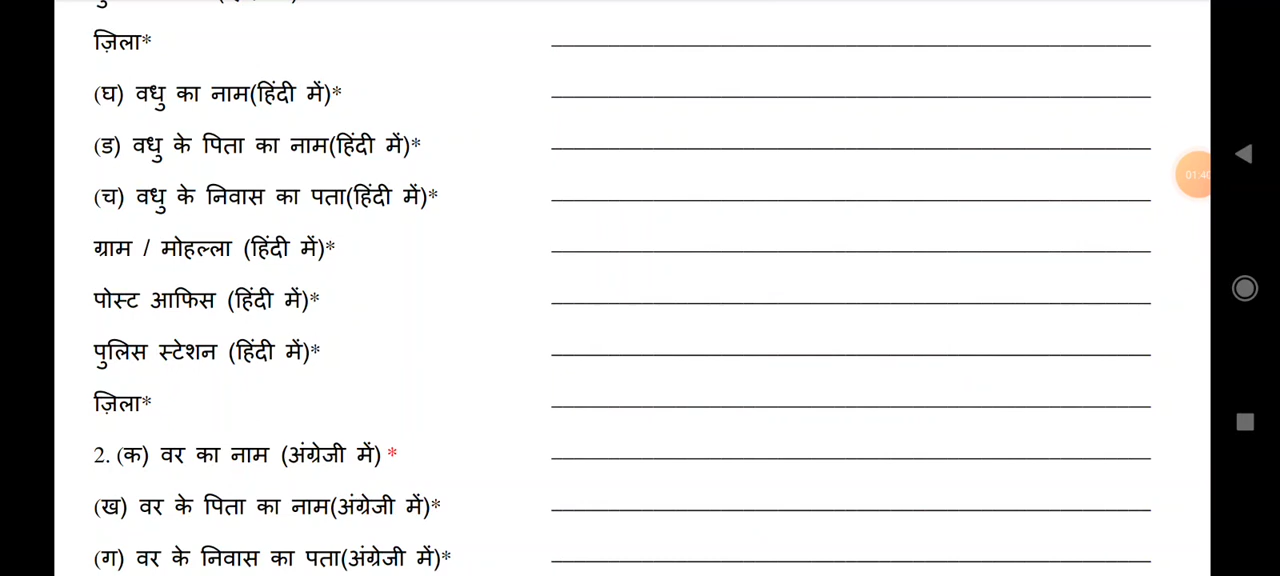 ज़िला*
(घ) वधु का नाम(हिंदी में)*
(ड) वधु के पिता का नाम(हिंदी में)*
(च) वधु के निवास का पता(हिंदी में)*
ग्राम / मोहल्ला (हिंदी में)*
पोस्ट आफिस (हिंदी में)*
पुलिस स्टेशन (हिंदी में)*
ज़िला*
2. (क) वर का नाम (अंग्रेजी में) *
(ख) वर के पिता का नाम(अंग्रेजी में)*
(ग) वर के निवास का पता(अंग्रेजी में)*